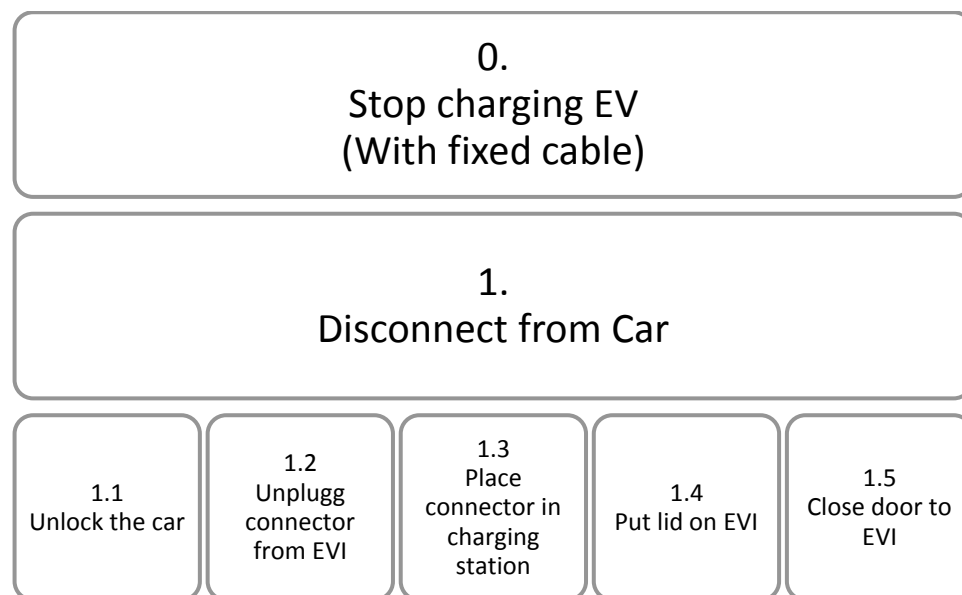 0.
Stop charging EV
(With fixed cable)
1.
Disconnect from Car
1.1
Unlock the car
1.2
Unplugg
connector
from EVI
1.3
Place
connector in
charging
station
1.4
Put lid on EVI
1.5
Close door to
EVI